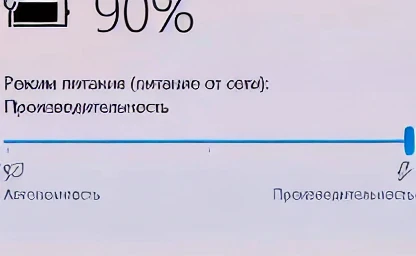 90%
Режим питания (питание от сети):
Производительность
Автономность
Производительность